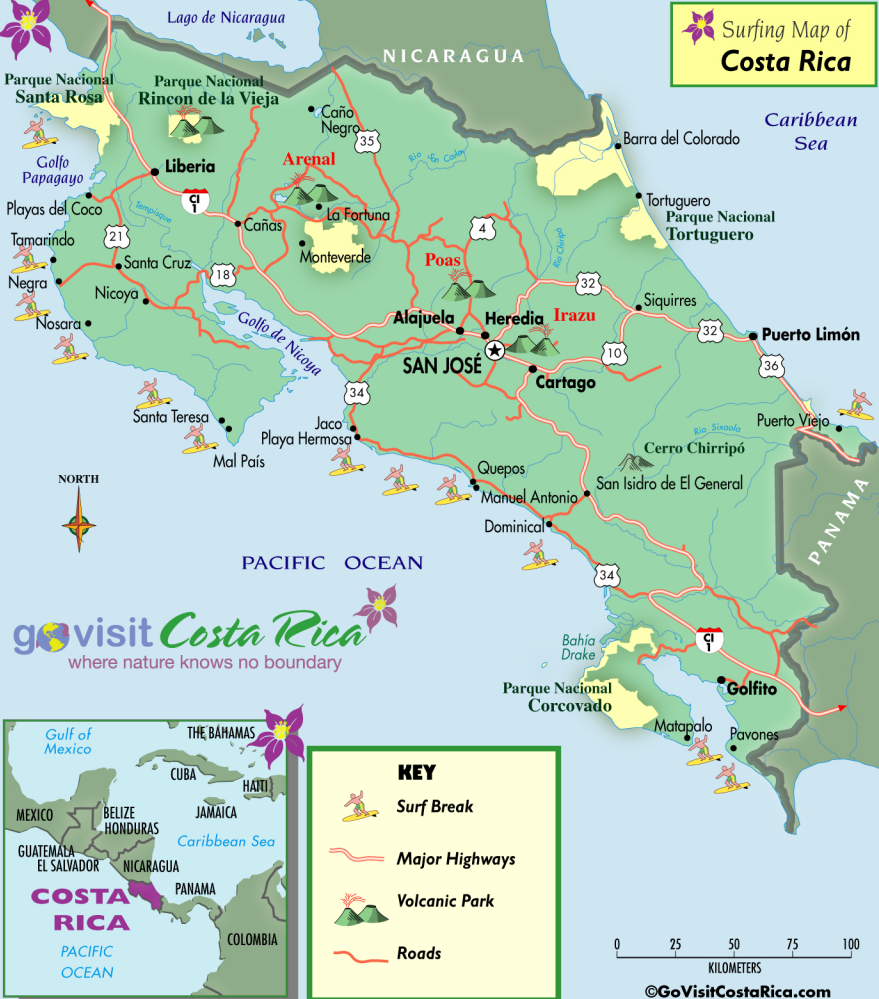 Lago de Nicaragua
NICARAGUA
Surfing Map of
Costa Rica
Parque Nacional
Santa Rosa
Parque Nacional
Rincon de la Vieja
Caño
Negro
35
Río San Carlos
Caribbean
Sea
Barra del Colorado
Golfo
Papagayo
Liberia
Arenal
CI
1
Tempisque
Playas del Coco
La Fortuna
Tortuguero
Parque Nacional
Tortuguero
Cañas
4
Río Chiripó
21
Tamarindo
Monteverde
Santa Cruz
18
Poas
Negra
Nicoya
32
Siquirres
Nosara
Golfo de Nicoya
Alajuela
Heredia
Irazu
32
Puerto Limón
SAN JOSÉ
10
36
Cartago
34
Santa Teresa
Jaco
Playa Hermosa
Puerto Viejo
Río Sixaola
Mal País
Cerro Chirripó
NORTH
Quepos
Manuel Antonio
San Isidro de El General
PANAMA
Dominical
PACIFIC OCEAN
34
govisit Costa Rica
where nature knows no boundary
CI
1
Bahía
Drake
Parque Nacional
Corcovado
Golfito
Matapalo
Pavones
Gulf of
Mexico
THE BAHAMAS
CUBA
HAITI
MEXICO
BELIZE
JAMAICA
HONDURAS
Caribbean Sea
GUATEMALA
EL SALVADOR
NICARAGUA
COSTA
RICA
PANAMA
COLOMBIA
PACIFIC
OCEAN
KEY
Surf Break
Major Highways
Volcanic Park
Roads
0 25 50 75 100
KILOMETERS
©GoVisitCostaRica.com